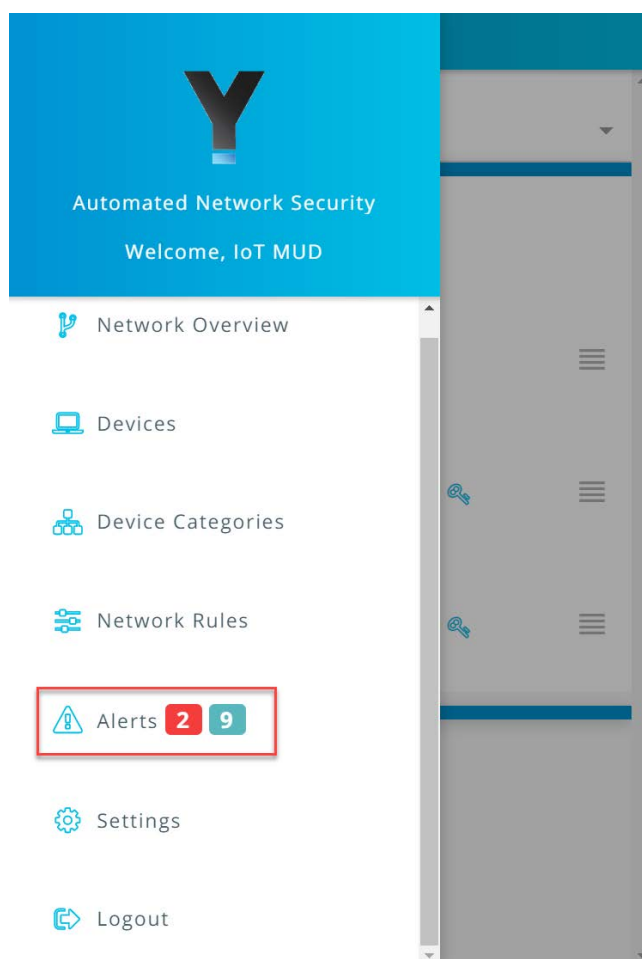 Y
Automated Network Security
Welcome, IoT MUD
Network Overview
Devices
Device Categories
Network Rules
Alerts 2 9
Settings
Logout